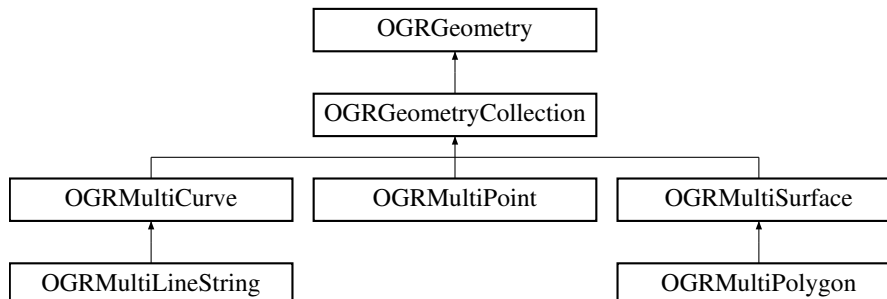 OGRGeometry
OGRGeometryCollection
OGRMultiCurve
OGRMultiPoint
OGRMultiSurface
OGRMultiLineString
OGRMultiPolygon